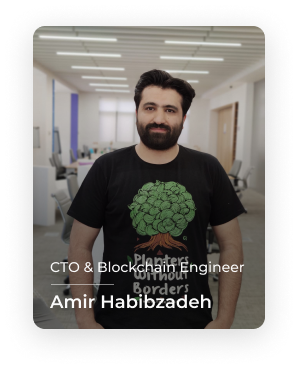 Planters
Without
Borders
CTO & Blockchain Engineer
Amir Habibzadeh